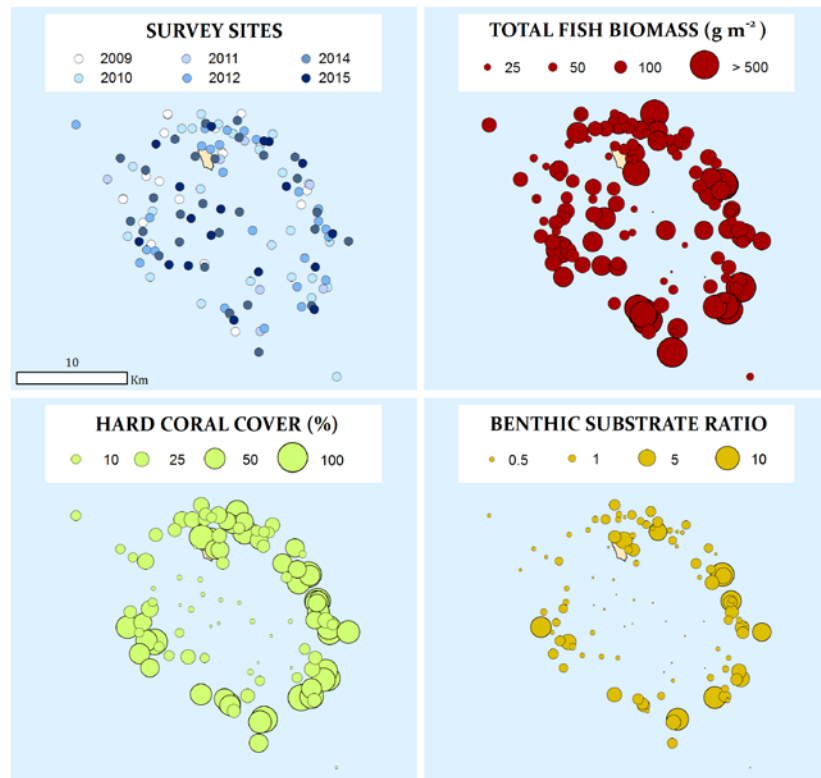 SURVEY SITES
2009 2011 2014
2010 2012 2015
10
Km
TOTAL FISH BIOMASS (g m⁻²)
25 50 100 > 500
HARD CORAL COVER (%)
10 25 50 100
BENTHIC SUBSTRATE RATIO
0.5 1 5 10